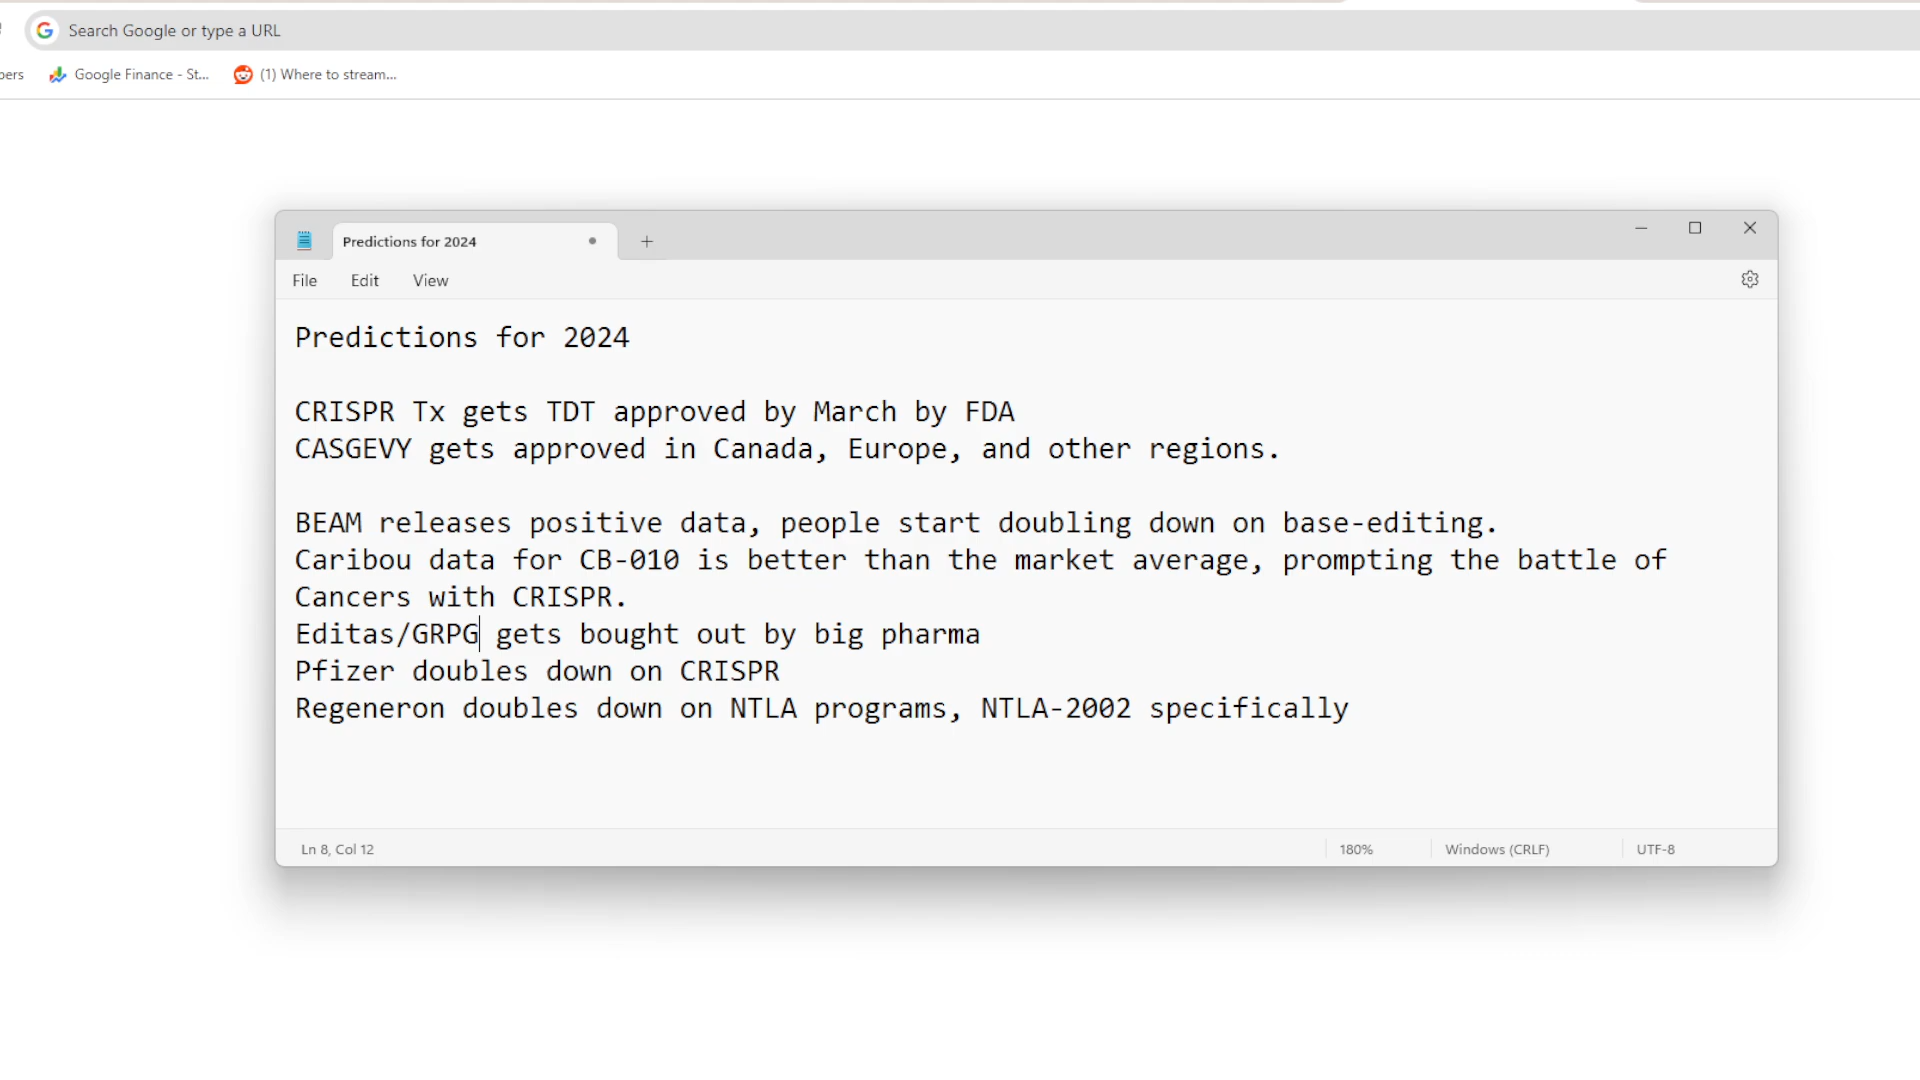 Search Google or type a URL
pers
Google Finance - St...
(1) Where to stream...
Predictions for 2024
File Edit View
Predictions for 2024
CRISPR Tx gets TDT approved by March by FDA
CASGEVY gets approved in Canada, Europe, and other regions.
BEAM releases positive data, people start doubling down on base-editing.
Caribou data for CB-010 is better than the market average, prompting the battle of
Cancers with CRISPR.
Editas/GRPG gets bought out by big pharma
Pfizer doubles down on CRISPR
Regeneron doubles down on NTLA programs, NTLA-2002 specifically
Ln 8, Col 12
180%
Windows (CRLF)
UTF-8